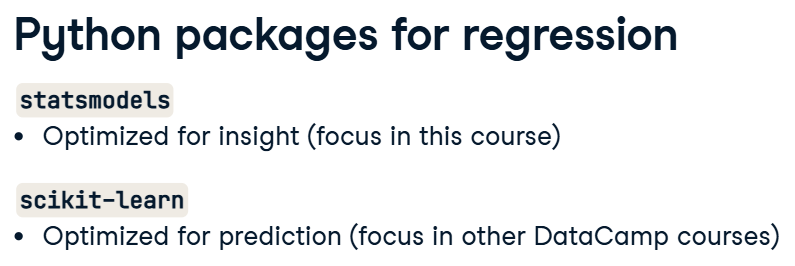 Python packages for regression
statsmodels
• Optimized for insight (focus in this course)
scikit-learn
• Optimized for prediction (focus in other DataCamp courses)